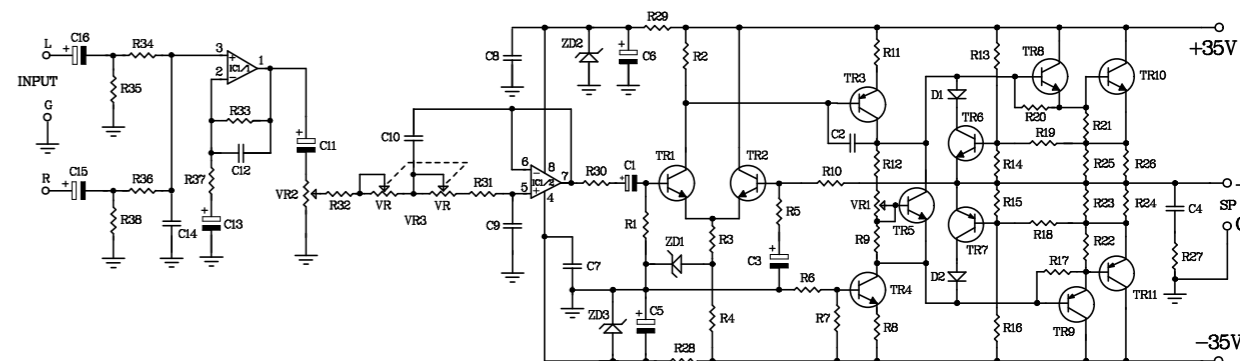 R29
+35V
C16
L
R34
3
1
IC1/1
2
INPUT
R35
G
R33
C12
C11
C15
R
R36
R37
R38
C14
C13
VR2
C8
ZD2
C6
R2
R11
R13
TR8
TR10
TR3
D1
C10
C2
R20
TR6
R19
R21
6
8
7
IC1/2
5
4
R30
C1
TR1
TR2
R12
R14
R25
R26
R32
VR
VR
VR3
R31
R10
VR1
R1
R3
R5
TR5
R15
R23
R24
C4
SP
TR7
R18
C9
ZD1
R9
R22
C7
C3
D2
R17
R27
R6
TR4
TR11
ZD3
C5
R4
R7
R8
R16
TR9
R28
-35V